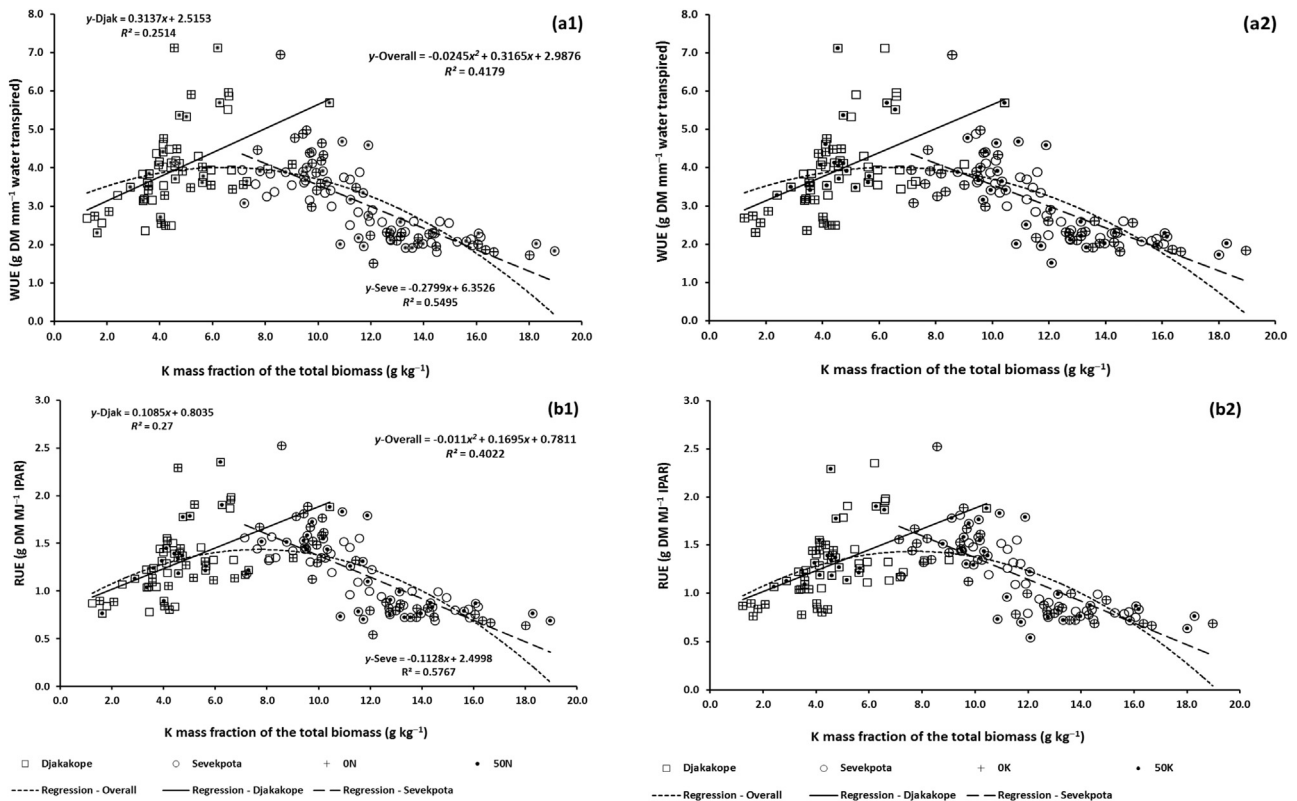 y-Djak = 0.3137x + 2.5153
R² = 0.2514
(a1)
y-Overall = -0.0245x² + 0.3165x + 2.9876
R² = 0.4179
y-Seve = -0.2799x + 6.3526
R² = 0.5495
WUE (g DM mm⁻¹ water transpired)
8.0
7.0
6.0
5.0
4.0
3.0
2.0
1.0
0.0
0.0 2.0 4.0 6.0 8.0 10.0 12.0 14.0 16.0 18.0 20.0
K mass fraction of the total biomass (g kg⁻¹)
(a2)
WUE (g DM mm⁻¹ water transpired)
8.0
7.0
6.0
5.0
4.0
3.0
2.0
1.0
0.0
0.0 2.0 4.0 6.0 8.0 10.0 12.0 14.0 16.0 18.0 20.0
K mass fraction of the total biomass (g kg⁻¹)
y-Djak = 0.1085x + 0.8035
R² = 0.27
(b1)
y-Overall = -0.011x² + 0.1695x + 0.7811
R² = 0.4022
y-Seve = -0.1128x + 2.4998
R² = 0.5767
RUE (g DM MJ⁻¹ IPAR)
3.0
2.5
2.0
1.5
1.0
0.5
0.0
0.0 2.0 4.0 6.0 8.0 10.0 12.0 14.0 16.0 18.0 20.0
K mass fraction of the total biomass (g kg⁻¹)
Djakakope Sevekpota 0N 50N
Regression - Overall Regression - Djakakope Regression - Sevekpota
(b2)
RUE (g DM MJ⁻¹ IPAR)
3.0
2.5
2.0
1.5
1.0
0.5
0.0
0.0 2.0 4.0 6.0 8.0 10.0 12.0 14.0 16.0 18.0 20.0
K mass fraction of the total biomass (g kg⁻¹)
Djakakope Sevekpota 0K 50K
Regression - Overall Regression - Djakakope Regression - Sevekpota